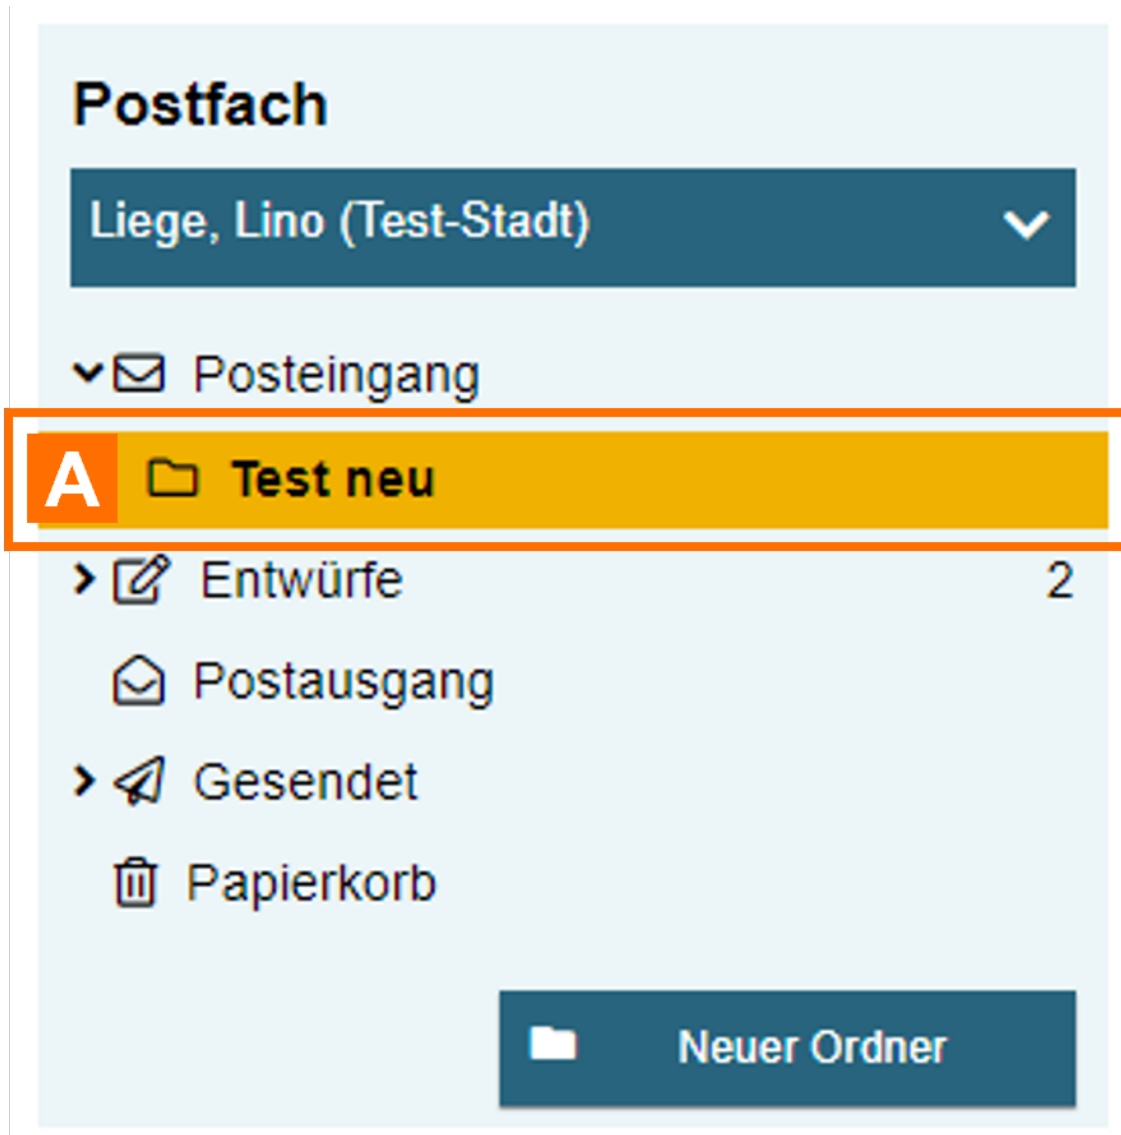 Postfach
Liege, Lino (Test-Stadt)
Posteingang
A Test neu
Entwürfe 2
Postausgang
Gesendet
Papierkorb
Neuer Ordner